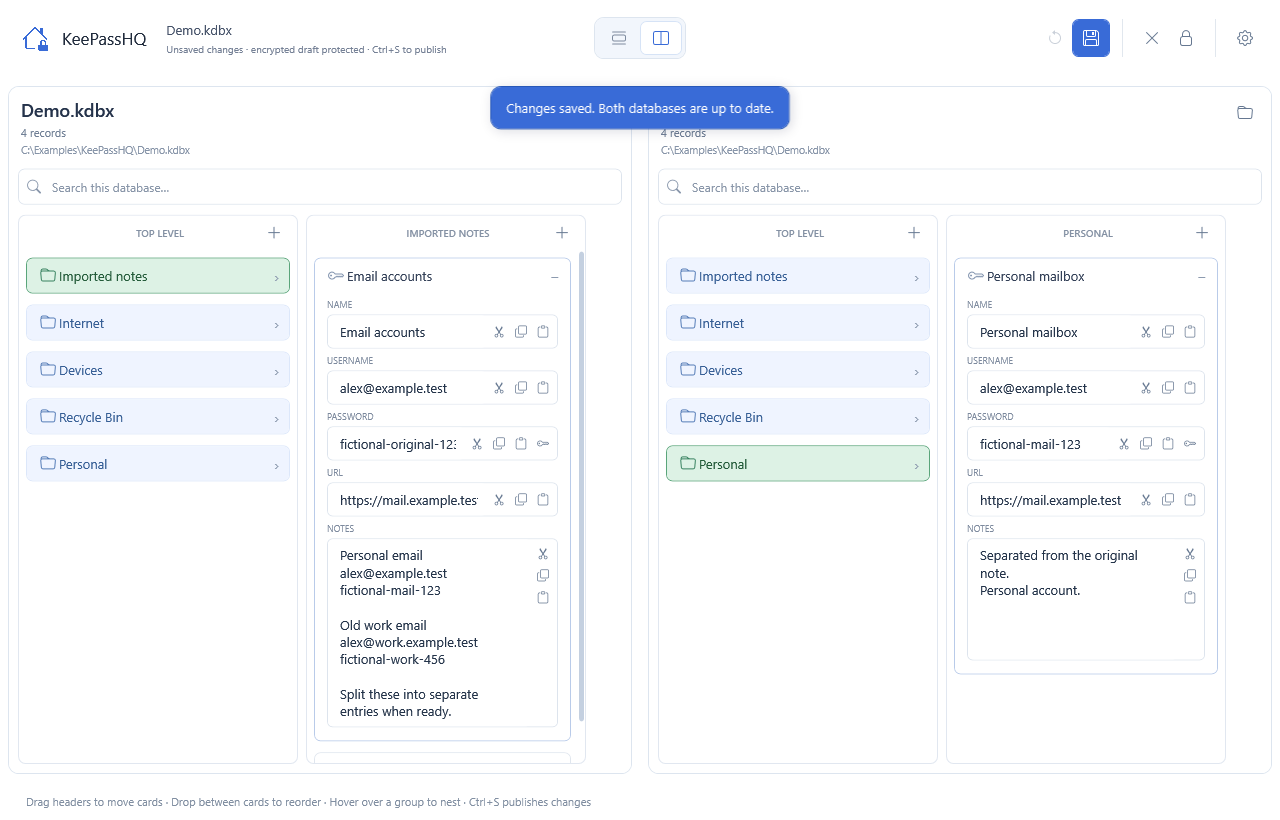 KeePassHQ
Demo.kdbx
Unsaved changes · encrypted draft protected · Ctrl+S to publish
Changes saved. Both databases are up to date.
Demo.kdbx
4 records
C:\Examples\KeePassHQ\Demo.kdbx
Search this database...
TOP LEVEL
Imported notes
Internet
Devices
Recycle Bin
Personal
IMPORTED NOTES
Email accounts
NAME
Email accounts
USERNAME
alex@example.test
PASSWORD
fictional-original-123
URL
https://mail.example.test
NOTES
Personal email
alex@example.test
fictional-mail-123
Old work email
alex@work.example.test
fictional-work-456
Split these into separate
entries when ready.
4 records
C:\Examples\KeePassHQ\Demo.kdbx
Search this database...
TOP LEVEL
Imported notes
Internet
Devices
Recycle Bin
Personal
PERSONAL
Personal mailbox
NAME
Personal mailbox
USERNAME
alex@example.test
PASSWORD
fictional-mail-123
URL
https://mail.example.test
NOTES
Separated from the original
note.
Personal account.
Drag headers to move cards · Drop between cards to reorder · Hover over a group to nest · Ctrl+S publishes changes